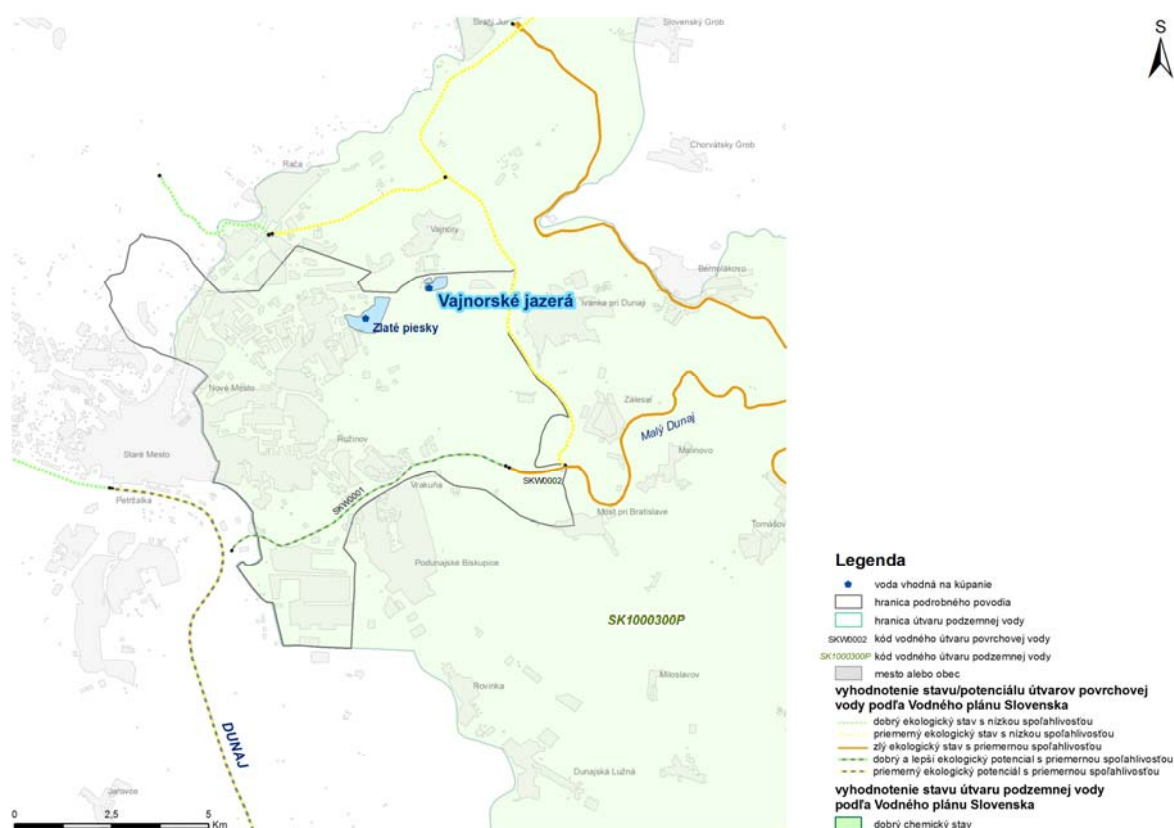 Svätý Jur
Slovenský Grob
S
Chorvátsky Grob
Rača
Vajnory
Bernolákovo
Vajnorské jazerá
Ivanka pri Dunaji
Zlaté piesky
Nové Mesto
Zálesie
Malý Dunaj
Ružinov
Malinovo
Staré Mesto
Vrakuňa
SKW0002
SKW0001
Petržalka
Most pri Bratislave
Tomášov
Podunajské Biskupice
SK1000300P
Miloslavov
Rovinka
DUNAJ
Dunajská Lužná
Jarovce
0 2,5 5
Km
Legenda
voda vhodná na kúpanie
hranica podrobného povodia
hranica útvaru podzemnej vody
SKW0002 kód vodného útvaru povrchovej vody
SK1000300P kód vodného útvaru podzemnej vody
mesto alebo obec
vyhodnotenie stavu/potenciálu útvarov povrchovej
vody podľa Vodného plánu Slovenska
dobrý ekologický stav s nízkou spoľahlivosťou
priemerný ekologický stav s nízkou spoľahlivosťou
zlý ekologický stav s priemernou spoľahlivosťou
dobrý a lepší ekologický potencial s priemernou spoľahlivosťou
priemerný ekologický potenciál s priemernou spoľahlivosťou
vyhodnotenie stavu útvaru podzemnej vody
podľa Vodného plánu Slovenska
dobrý chemický stav